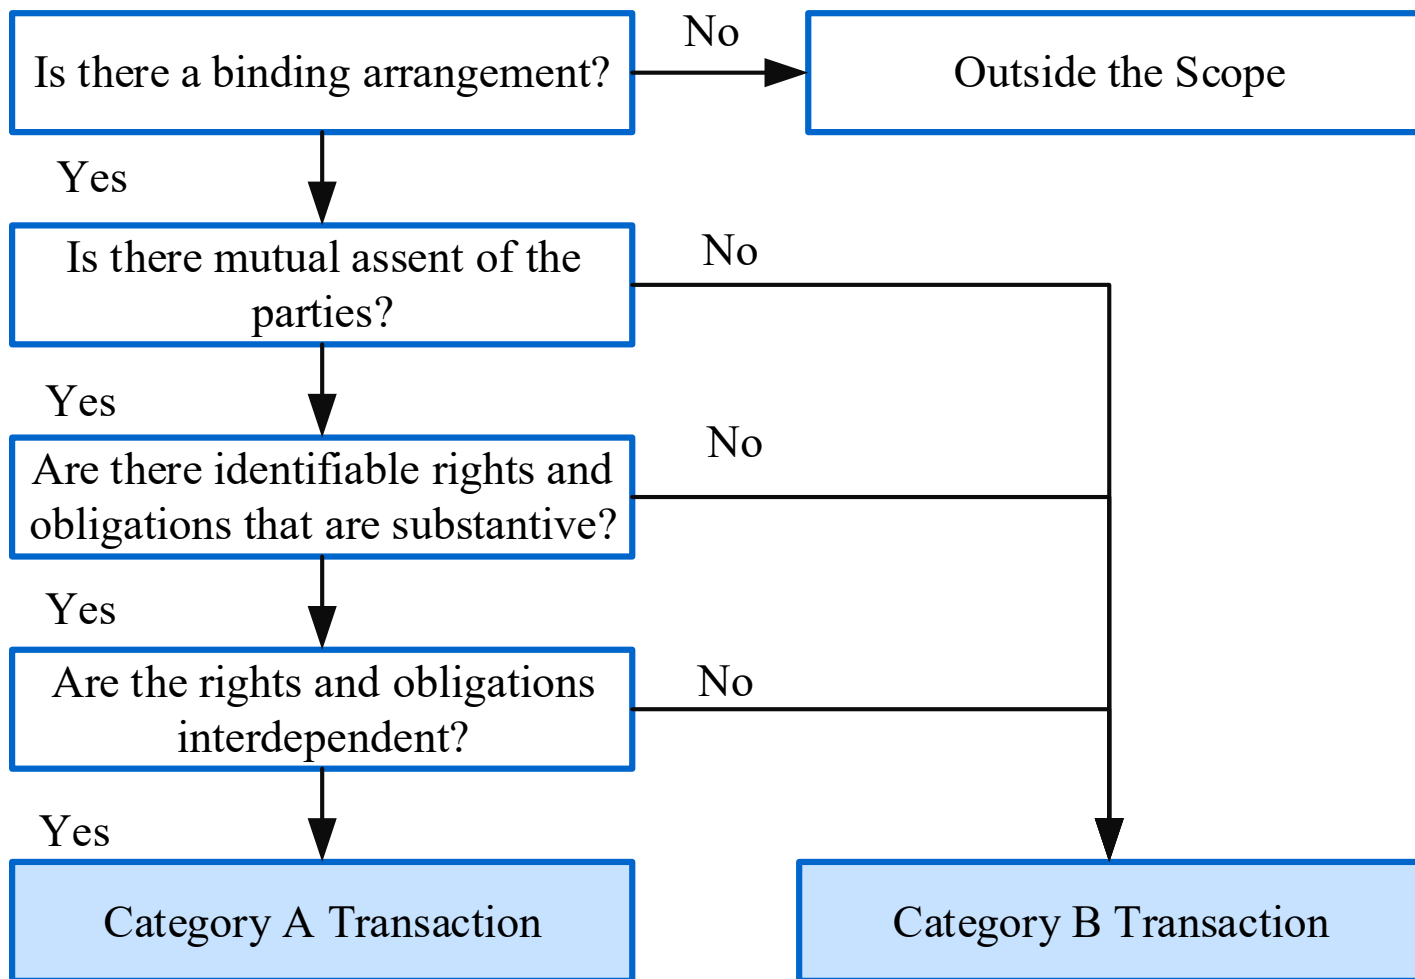 Is there a binding arrangement?
No
Outside the Scope
Yes
Is there mutual assent of the
parties?
No
Yes
Are there identifiable rights and
obligations that are substantive?
No
Yes
Are the rights and obligations
interdependent?
No
Yes
Category A Transaction
Category B Transaction